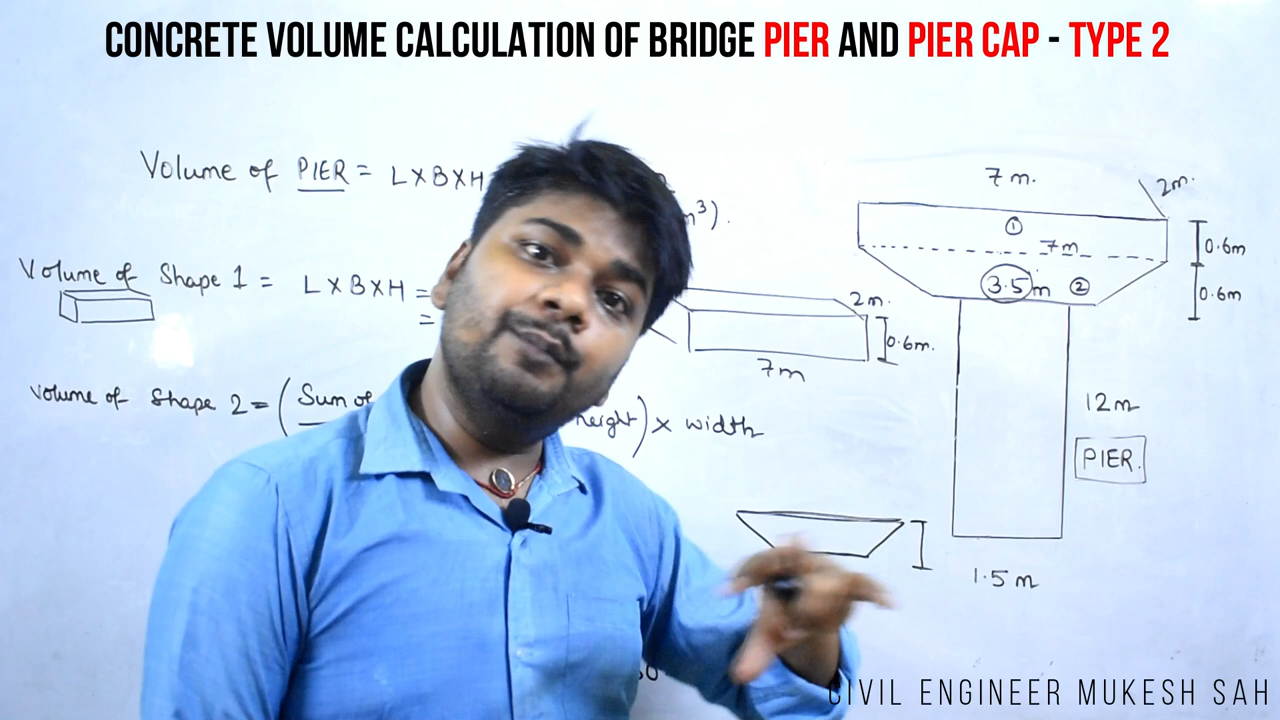 CONCRETE VOLUME CALCULATION OF BRIDGE PIER AND PIER CAP - TYPE 2
Volume of PIER = L X B X H
m³).
Volume of Shape 1 = L X B X H =
=
Volume of Shape 2 = ( Sum of
height ) x width
2m.
0.6m.
7m
7 m.
2m.
①
7m
0.6m
3.5m ②
0.6m
12m
PIER.
1.5 m
CIVIL ENGINEER MUKESH SAH